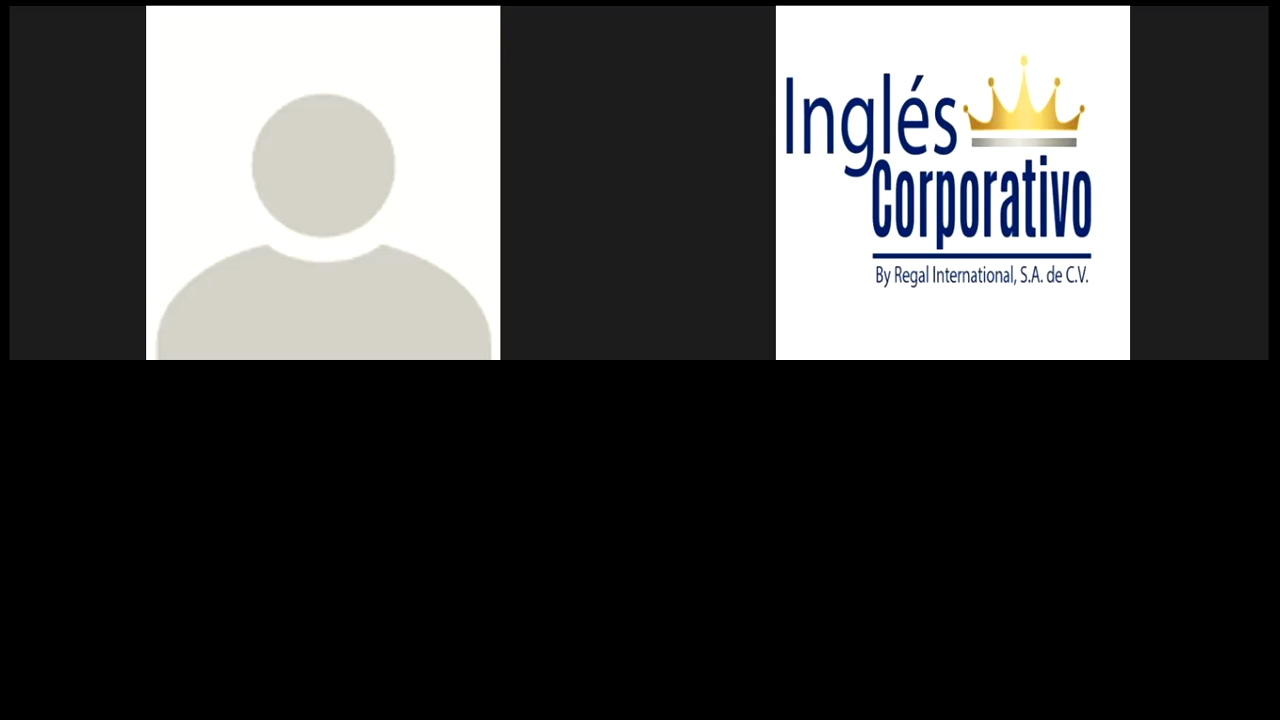 Inglés
Corporativo
By Regal International, S.A. de C.V.